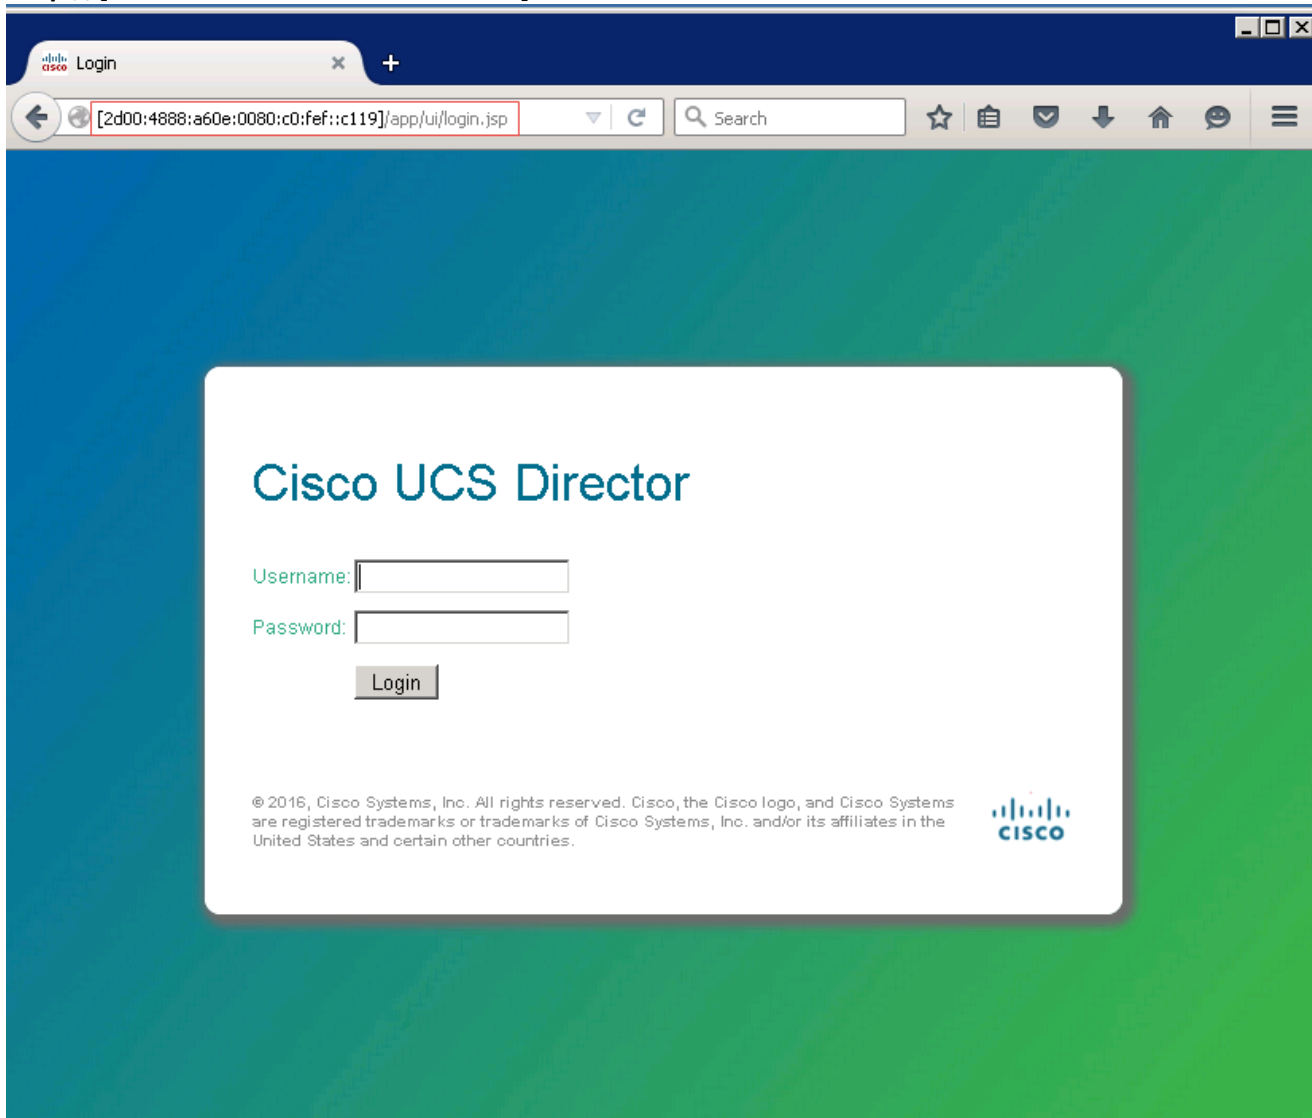 cisco Login
[2d00:4888:a60e:0080:c0:fef::c119]/app/ui/login.jsp
Search
Cisco UCS Director
Username:
Password:
Login
© 2016, Cisco Systems, Inc. All rights reserved. Cisco, the Cisco logo, and Cisco Systems
are registered trademarks or trademarks of Cisco Systems, Inc. and/or its affiliates in the
United States and certain other countries.
CISCO